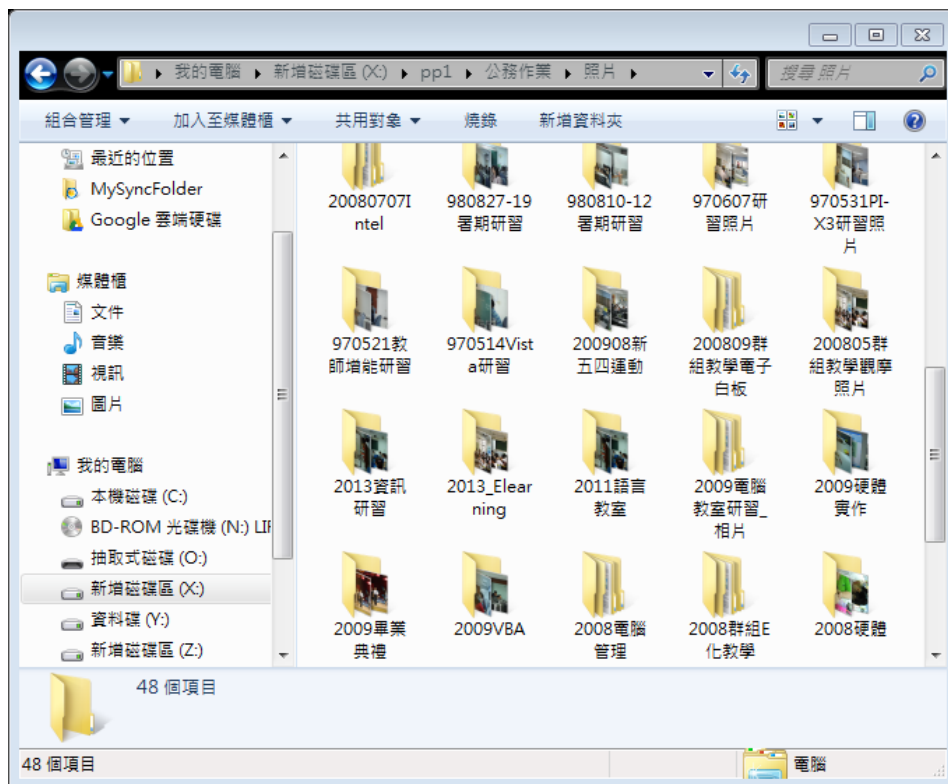 我的電腦 新增磁碟區 (X:) pp1 公務作業 照片
搜尋 照片
組合管理 加入至媒體櫃 共用對象 燒錄 新增資料夾
最近的位置
MySyncFolder
Google 雲端硬碟
媒體櫃
文件
音樂
視訊
圖片
我的電腦
本機磁碟 (C:)
BD-ROM 光碟機 (N:) LIF
抽取式磁碟 (O:)
新增磁碟區 (X:)
資料碟 (Y:)
新增磁碟區 (Z:)
20080707I
ntel
980827-19
暑期研習
980810-12
暑期研習
970607研
習照片
970531PI-
X3研習照
片
970521教
師增能研習
970514Vist
a研習
200908新
五四運動
200809群
組教學電子
白板
200805群
組教學觀摩
照片
2013資訊
研習
2013_Elear
ning
2011語言
教室
2009電腦
教室研習_
相片
2009硬體
實作
2009畢業
典禮
2009VBA
2008電腦
管理
2008群組E
化教學
2008硬體
48 個項目
48 個項目
電腦